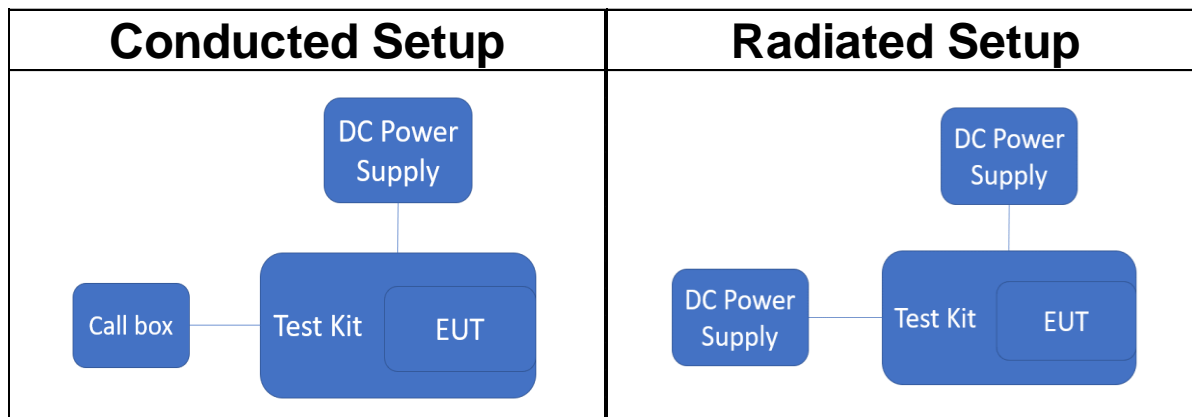 Conducted Setup
Radiated Setup
DC Power
Supply
Call box
Test Kit
EUT
DC Power
Supply
DC Power
Supply
Test Kit
EUT